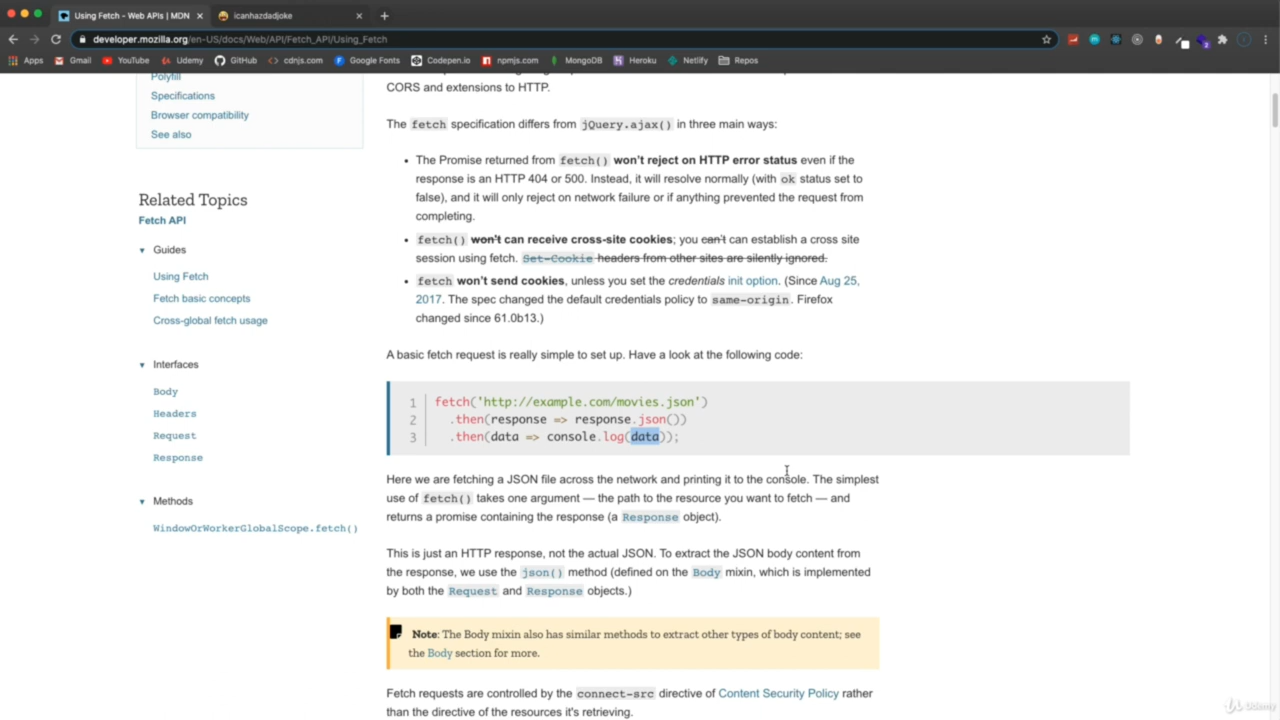 Using Fetch - Web APIs | MDN
icanhazdadjoke
developer.mozilla.org/en-US/docs/Web/API/Fetch_API/Using_Fetch
Apps Gmail YouTube Udemy GitHub cdnjs.com Google Fonts Codepen.io npmjs.com MongoDB Heroku Netlify Repos
Polyfill
Specifications
Browser compatibility
See also
Related Topics
Fetch API
Guides
Using Fetch
Fetch basic concepts
Cross-global fetch usage
Interfaces
Body
Headers
Request
Response
Methods
WindowOrWorkerGlobalScope.fetch()
CORS and extensions to HTTP.
The fetch specification differs from jQuery.ajax() in three main ways:
• The Promise returned from fetch() won't reject on HTTP error status even if the
response is an HTTP 404 or 500. Instead, it will resolve normally (with ok status set to
false), and it will only reject on network failure or if anything prevented the request from
completing.
• fetch() won't can receive cross-site cookies; you can't can establish a cross site
session using fetch. Set-Cookie headers from other sites are silently ignored.
• fetch won't send cookies, unless you set the credentials init option. (Since Aug 25,
2017. The spec changed the default credentials policy to same-origin. Firefox
changed since 61.0b13.)
A basic fetch request is really simple to set up. Have a look at the following code:
1 fetch('http://example.com/movies.json')
2 .then(response => response.json())
3 .then(data => console.log(data));
Here we are fetching a JSON file across the network and printing it to the console. The simplest
use of fetch() takes one argument — the path to the resource you want to fetch — and
returns a promise containing the response (a Response object).
This is just an HTTP response, not the actual JSON. To extract the JSON body content from
the response, we use the json() method (defined on the Body mixin, which is implemented
by both the Request and Response objects.)
Note: The Body mixin also has similar methods to extract other types of body content; see
the Body section for more.
Fetch requests are controlled by the connect-src directive of Content Security Policy rather
than the directive of the resources it's retrieving.
Udemy